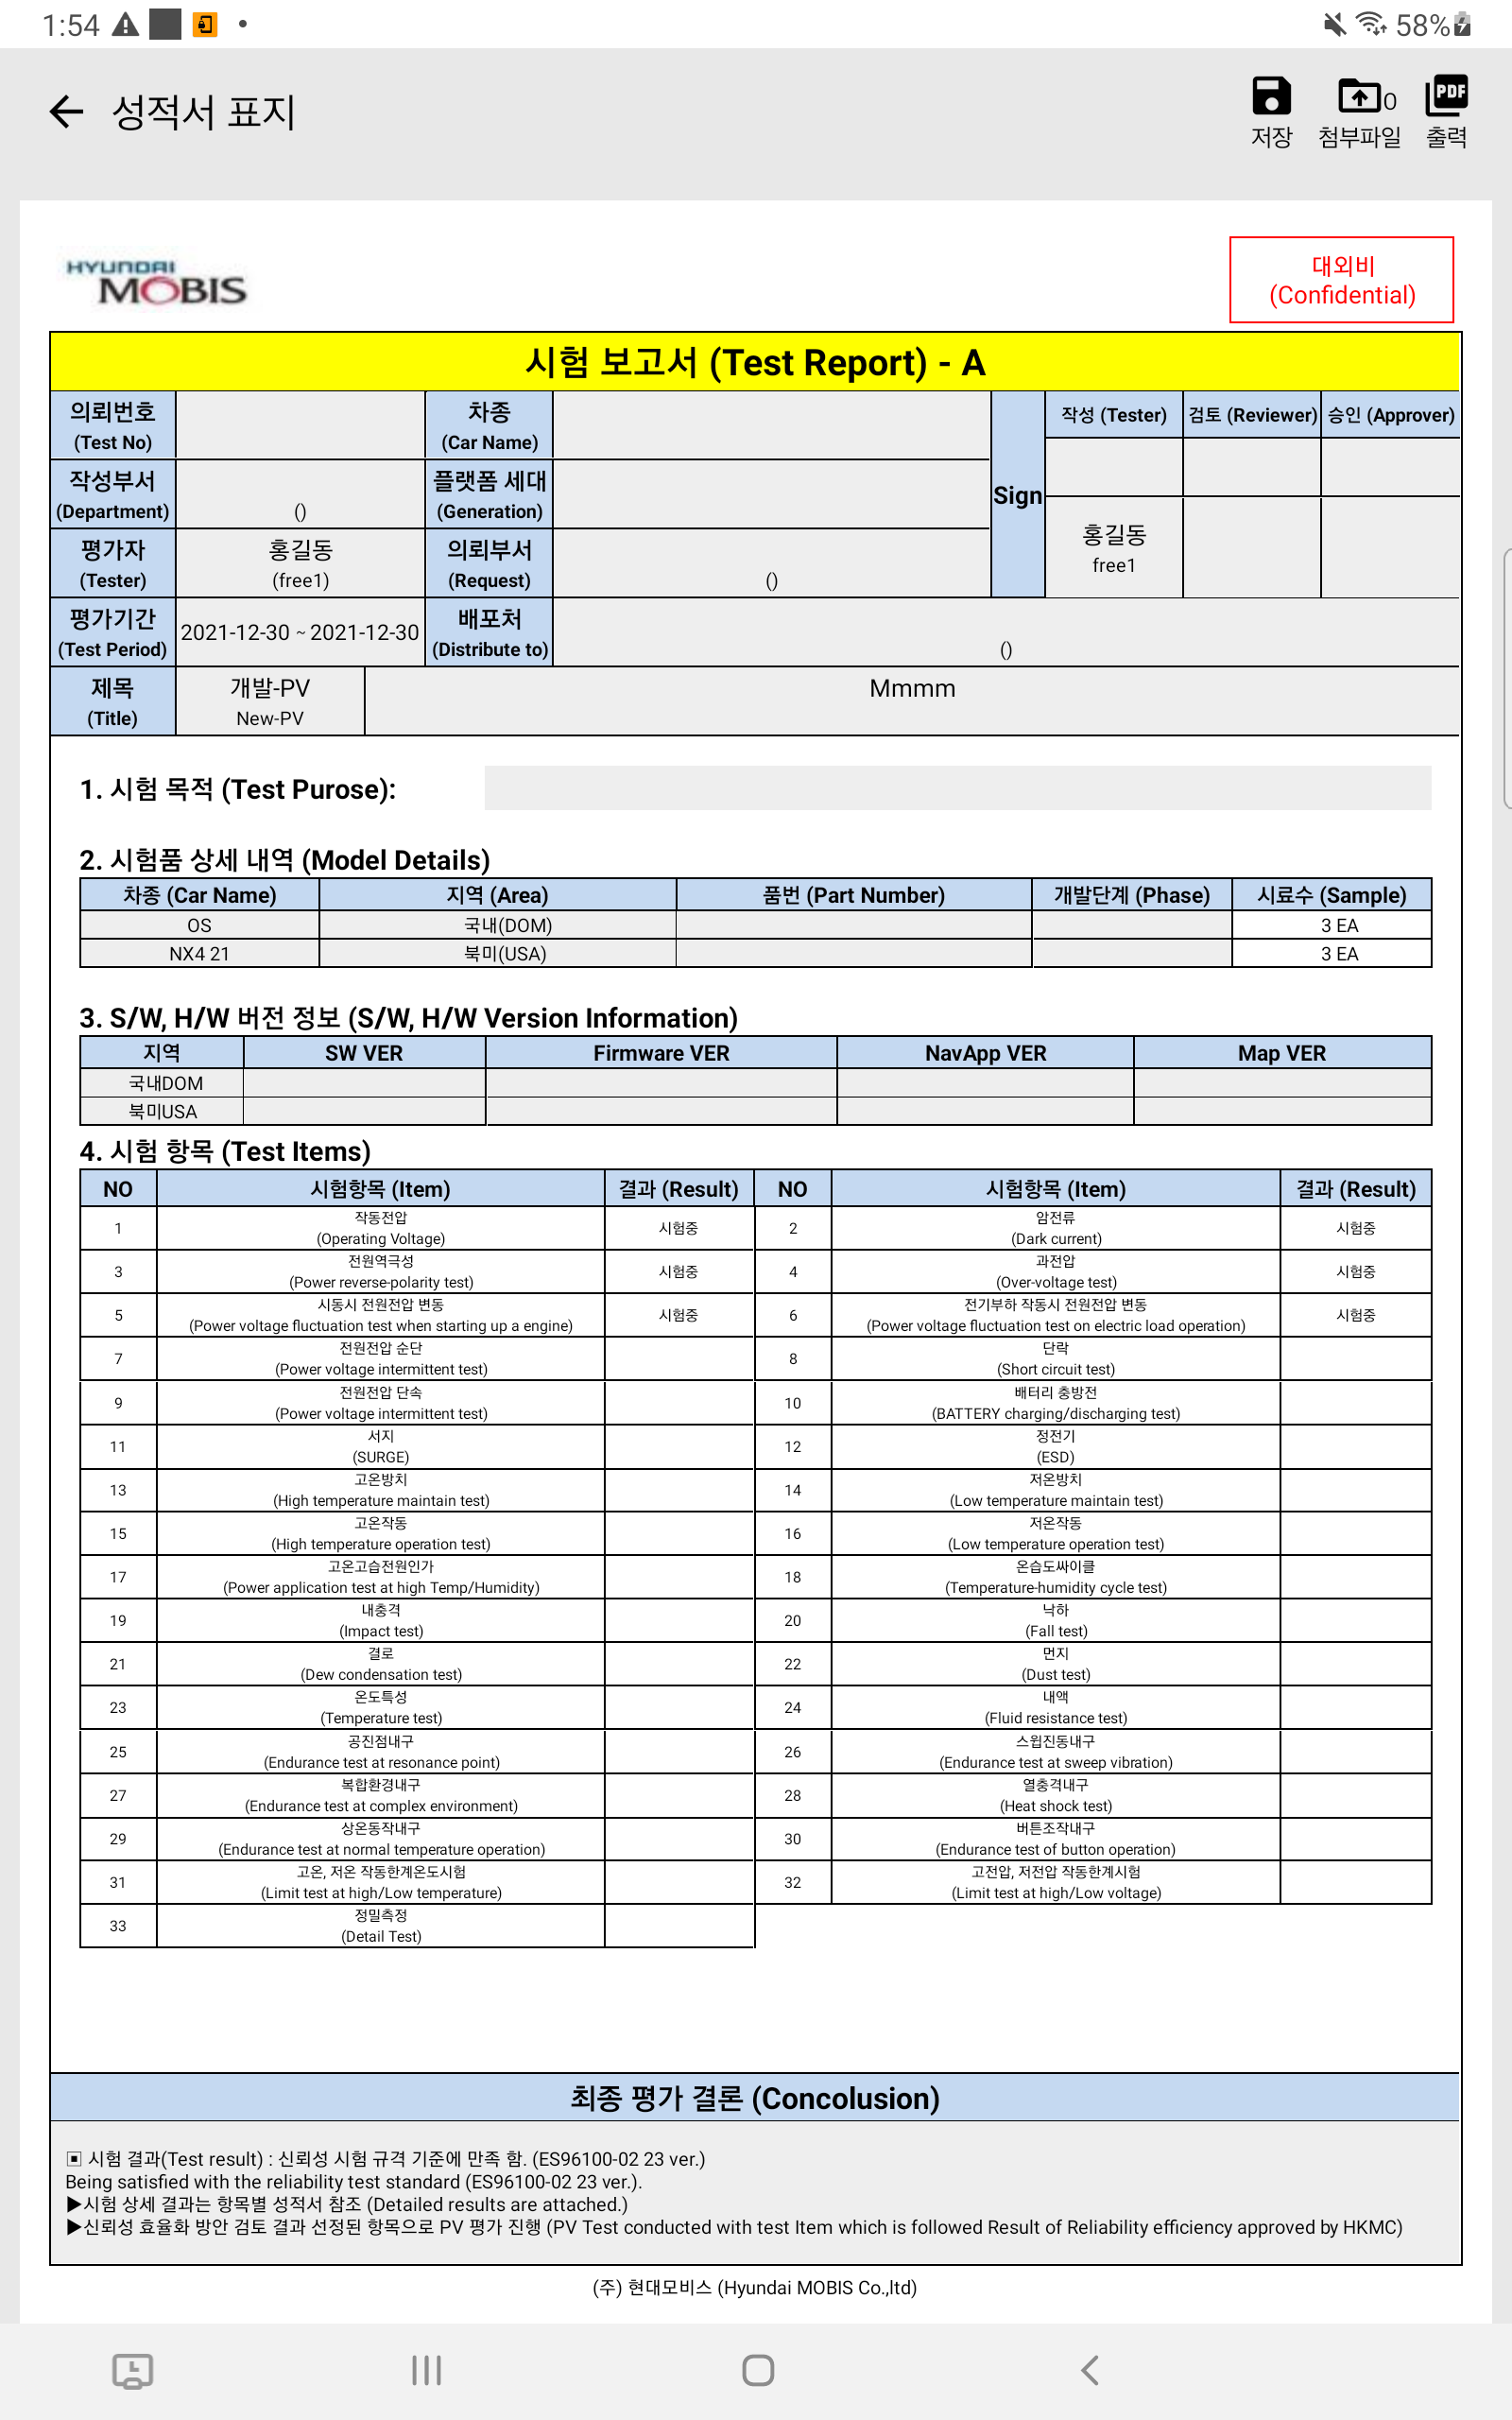 1:54
58%
성적서 표지
저장
0
첨부파일
PDF
출력
HYUNDAI
MOBIS
대외비
(Confidential)
시험 보고서 (Test Report) - A
의뢰번호
(Test No)
차종
(Car Name)
Sign
작성 (Tester)
검토 (Reviewer)
승인 (Approver)
작성부서
(Department)
()
플랫폼 세대
(Generation)
평가자
(Tester)
홍길동
(free1)
의뢰부서
(Request)
()
홍길동
free1
평가기간
(Test Period)
2021-12-30 ~ 2021-12-30
배포처
(Distribute to)
()
제목
(Title)
개발-PV
New-PV
Mmmm
1. 시험 목적 (Test Purose):
2. 시험품 상세 내역 (Model Details)
차종 (Car Name) 지역 (Area) 품번 (Part Number) 개발단계 (Phase) 시료수 (Sample)
OS 국내(DOM) 3 EA
NX4 21 북미(USA) 3 EA
3. S/W, H/W 버전 정보 (S/W, H/W Version Information)
지역 SW VER Firmware VER NavApp VER Map VER
국내DOM
북미USA
4. 시험 항목 (Test Items)
NO 시험항목 (Item) 결과 (Result) NO 시험항목 (Item) 결과 (Result)
1
작동전압
(Operating Voltage)
시험중
2
암전류
(Dark current)
시험중
3
전원역극성
(Power reverse-polarity test)
시험중
4
과전압
(Over-voltage test)
시험중
5
시동시 전원전압 변동
(Power voltage fluctuation test when starting up a engine)
시험중
6
전기부하 작동시 전원전압 변동
(Power voltage fluctuation test on electric load operation)
시험중
7
전원전압 순단
(Power voltage intermittent test)
8
단락
(Short circuit test)
9
전원전압 단속
(Power voltage intermittent test)
10
배터리 충방전
(BATTERY charging/discharging test)
11
서지
(SURGE)
12
정전기
(ESD)
13
고온방치
(High temperature maintain test)
14
저온방치
(Low temperature maintain test)
15
고온작동
(High temperature operation test)
16
저온작동
(Low temperature operation test)
17
고온고습전원인가
(Power application test at high Temp/Humidity)
18
온습도싸이클
(Temperature-humidity cycle test)
19
내충격
(Impact test)
20
낙하
(Fall test)
21
결로
(Dew condensation test)
22
먼지
(Dust test)
23
온도특성
(Temperature test)
24
내액
(Fluid resistance test)
25
공진점내구
(Endurance test at resonance point)
26
스윕진동내구
(Endurance test at sweep vibration)
27
복합환경내구
(Endurance test at complex environment)
28
열충격내구
(Heat shock test)
29
상온동작내구
(Endurance test at normal temperature operation)
30
버튼조작내구
(Endurance test of button operation)
31
고온, 저온 작동한계온도시험
(Limit test at high/Low temperature)
32
고전압, 저전압 작동한계시험
(Limit test at high/Low voltage)
33
정밀측정
(Detail Test)
최종 평가 결론 (Concolusion)
▣ 시험 결과(Test result) : 신뢰성 시험 규격 기준에 만족 함. (ES96100-02 23 ver.)
Being satisfied with the reliability test standard (ES96100-02 23 ver.).
▶시험 상세 결과는 항목별 성적서 참조 (Detailed results are attached.)
▶신뢰성 효율화 방안 검토 결과 선정된 항목으로 PV 평가 진행 (PV Test conducted with test Item which is followed Result of Reliability efficiency approved by HKMC)
(주) 현대모비스 (Hyundai MOBIS Co.,ltd)